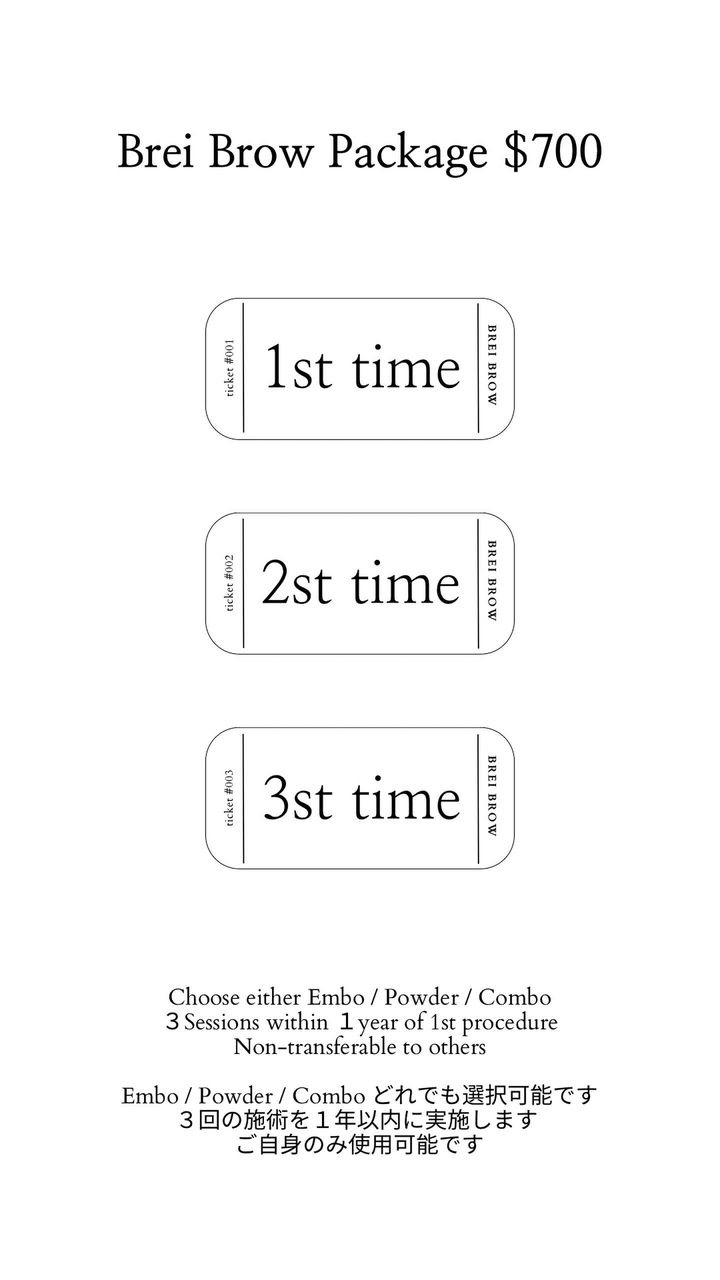 Brei Brow Package $700
ticket #001
1st time
BREI BROW
ticket #002
2st time
BREI BROW
ticket #003
3st time
BREI BROW
Choose either Embo / Powder / Combo
３Sessions within １year of 1st procedure
Non-transferable to others
Embo / Powder / Combo どれでも選択可能です
３回の施術を１年以内に実施します
ご自身のみ使用可能です